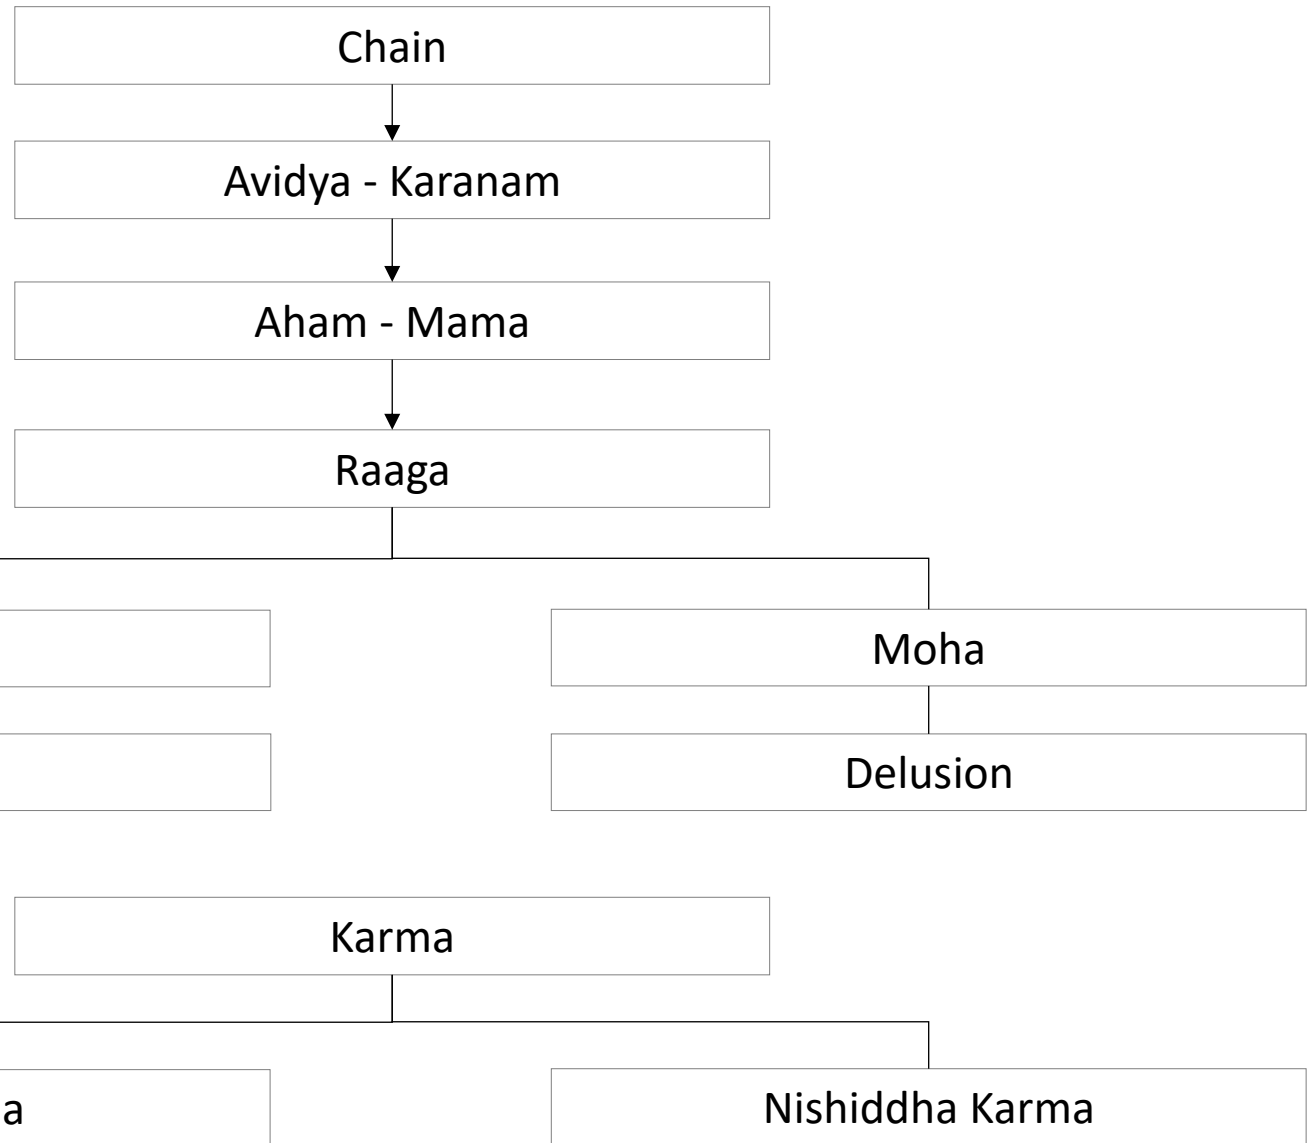 Chain
Avidya - Karanam
Aham - Mama
Raaga
Moha
Delusion
Karma
a
Nishiddha Karma